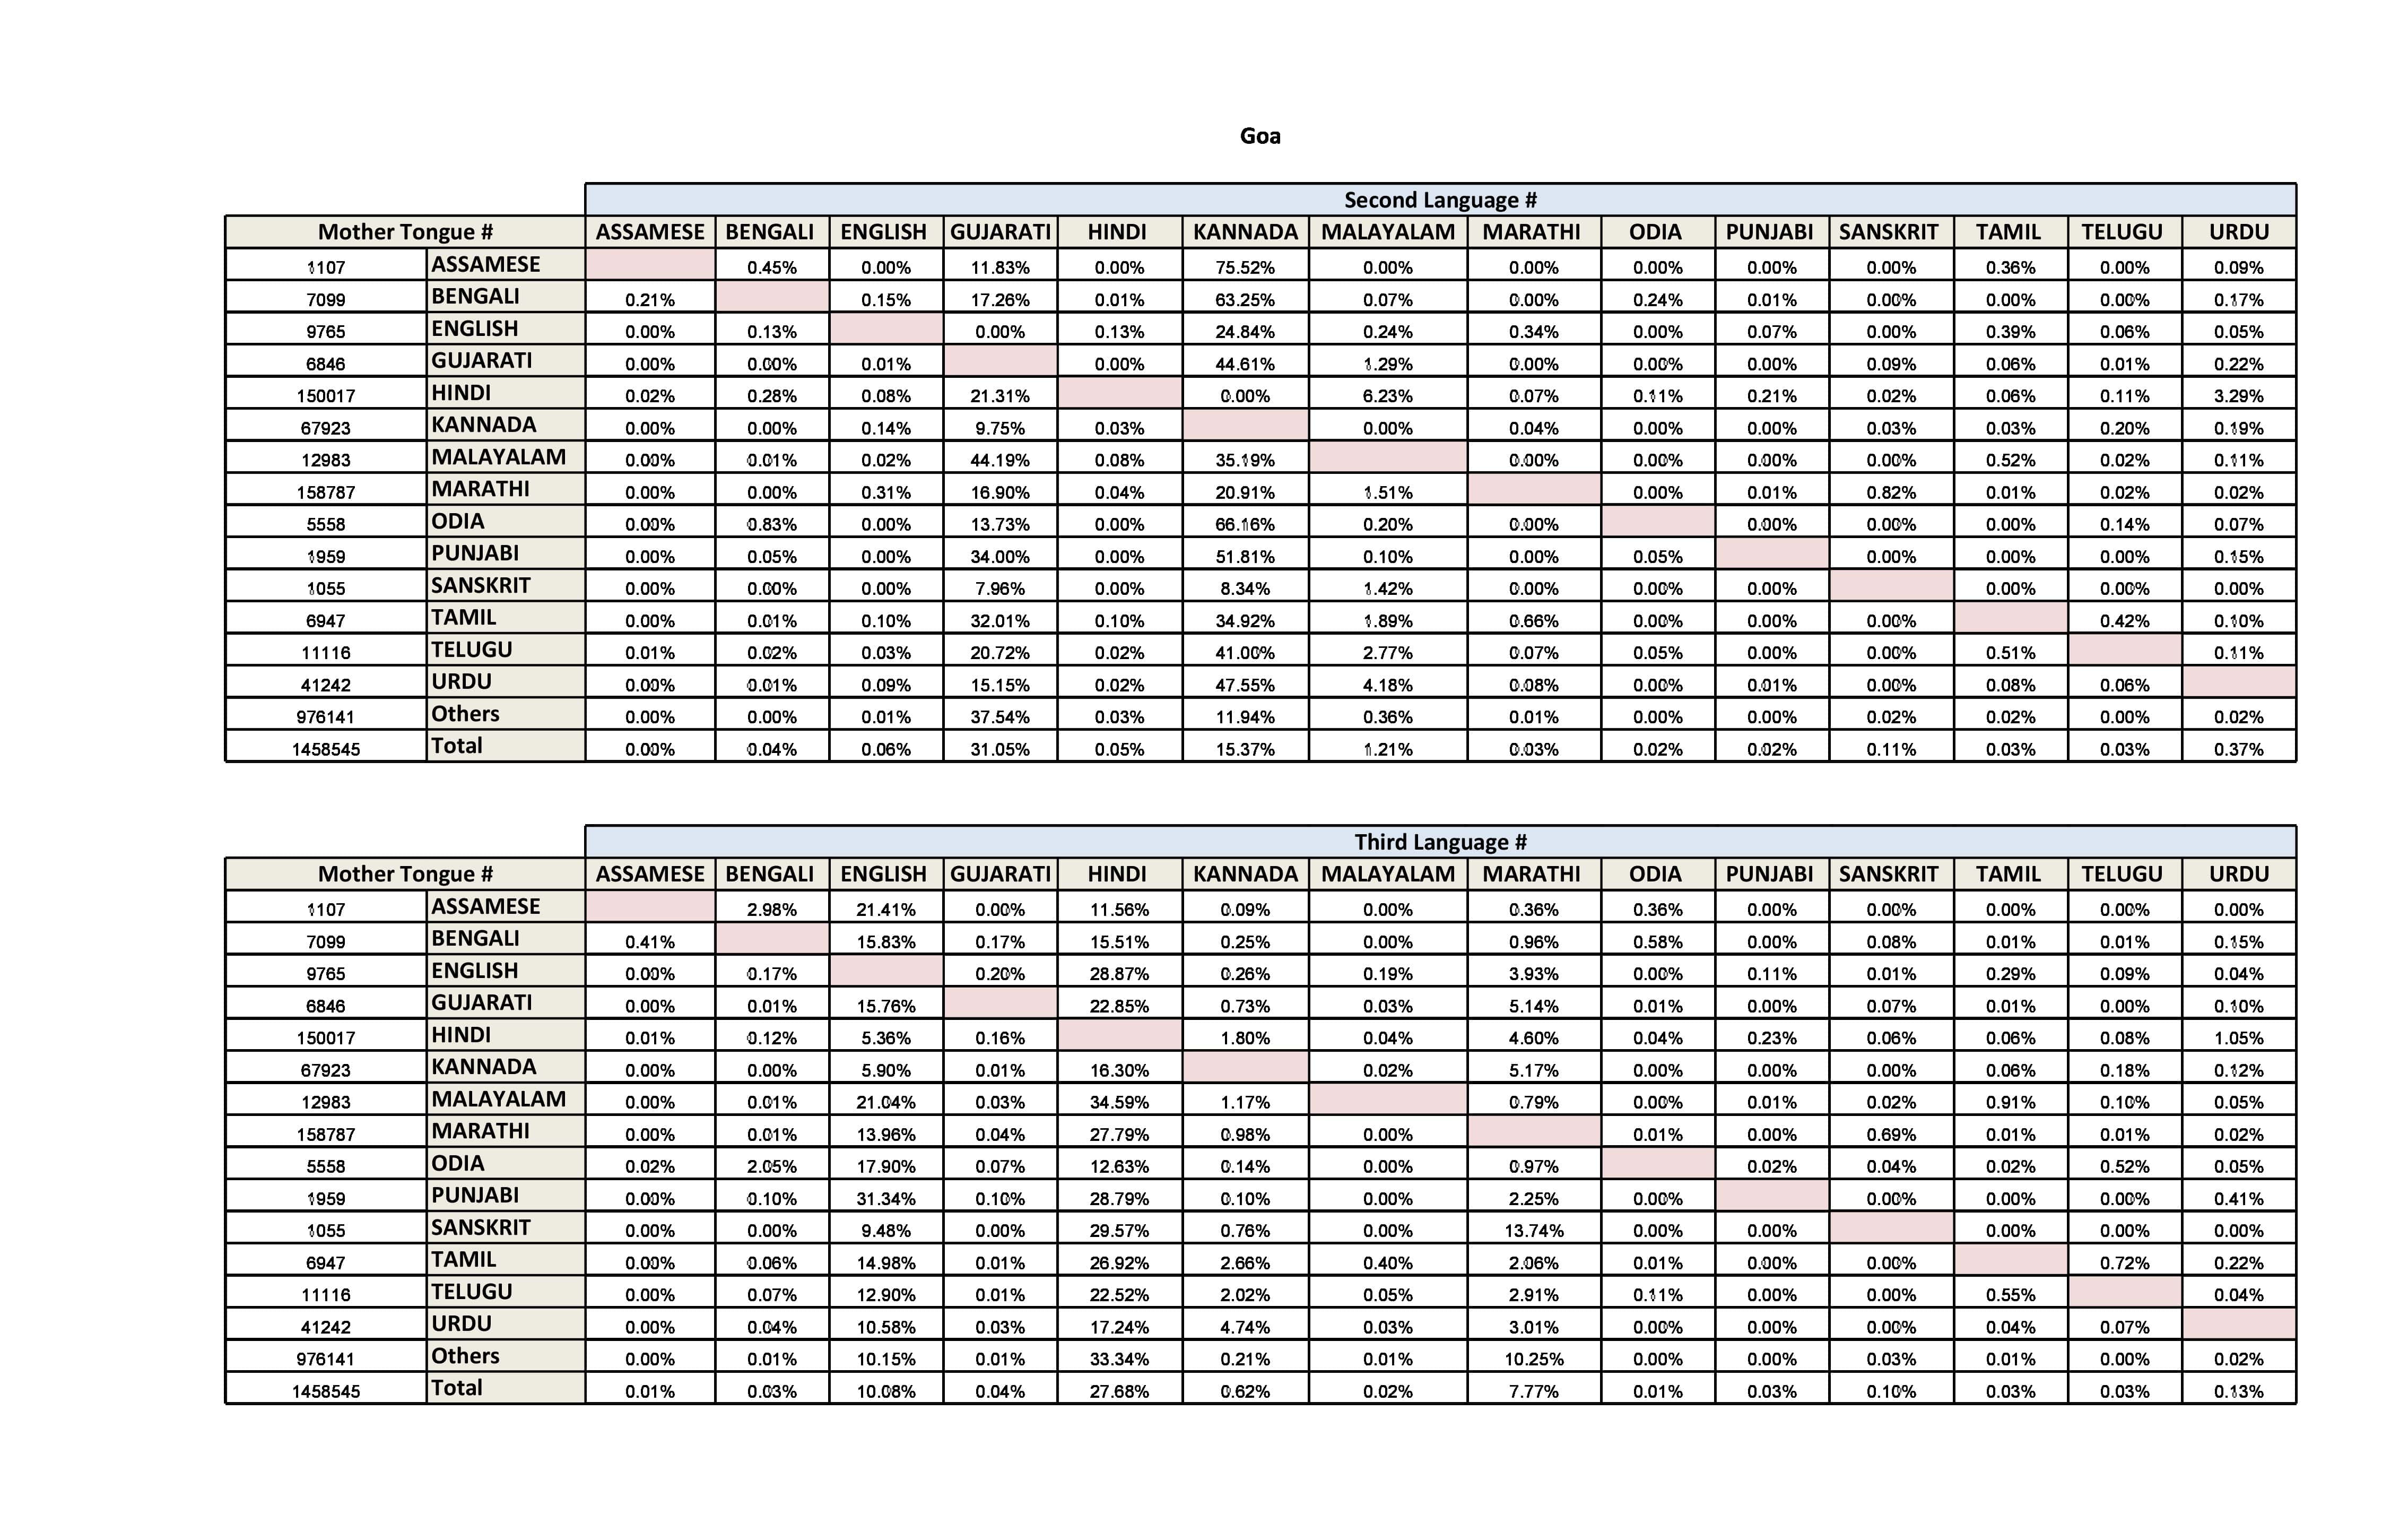 Goa
Second Language #
Mother Tongue # ASSAMESE BENGALI ENGLISH GUJARATI HINDI KANNADA MALAYALAM MARATHI ODIA PUNJABI SANSKRIT TAMIL TELUGU URDU
1107 ASSAMESE 0.45% 0.00% 11.83% 0.00% 75.52% 0.00% 0.00% 0.00% 0.00% 0.00% 0.36% 0.00% 0.09%
7099 BENGALI 0.21% 0.15% 17.26% 0.01% 63.25% 0.07% 0.00% 0.24% 0.01% 0.00% 0.00% 0.00% 0.17%
9765 ENGLISH 0.00% 0.13% 0.00% 0.13% 24.84% 0.24% 0.34% 0.00% 0.07% 0.00% 0.39% 0.06% 0.05%
6846 GUJARATI 0.00% 0.00% 0.01% 0.00% 44.61% 1.29% 0.00% 0.00% 0.00% 0.09% 0.06% 0.01% 0.22%
150017 HINDI 0.02% 0.28% 0.08% 21.31% 0.00% 6.23% 0.07% 0.11% 0.21% 0.02% 0.06% 0.11% 3.29%
67923 KANNADA 0.00% 0.00% 0.14% 9.75% 0.03% 0.00% 0.04% 0.00% 0.00% 0.03% 0.03% 0.20% 0.19%
12983 MALAYALAM 0.00% 0.01% 0.02% 44.19% 0.08% 35.19% 0.00% 0.00% 0.00% 0.00% 0.52% 0.02% 0.11%
158787 MARATHI 0.00% 0.00% 0.31% 16.90% 0.04% 20.91% 1.51% 0.00% 0.01% 0.82% 0.01% 0.02% 0.02%
5558 ODIA 0.00% 0.83% 0.00% 13.73% 0.00% 66.16% 0.20% 0.00% 0.00% 0.00% 0.00% 0.14% 0.07%
1959 PUNJABI 0.00% 0.05% 0.00% 34.00% 0.00% 51.81% 0.10% 0.00% 0.05% 0.00% 0.00% 0.00% 0.15%
1055 SANSKRIT 0.00% 0.00% 0.00% 7.96% 0.00% 8.34% 1.42% 0.00% 0.00% 0.00% 0.00% 0.00% 0.00%
6947 TAMIL 0.00% 0.01% 0.10% 32.01% 0.10% 34.92% 1.89% 0.66% 0.00% 0.00% 0.00% 0.42% 0.10%
11116 TELUGU 0.01% 0.02% 0.03% 20.72% 0.02% 41.00% 2.77% 0.07% 0.05% 0.00% 0.00% 0.51% 0.11%
41242 URDU 0.00% 0.01% 0.09% 15.15% 0.02% 47.55% 4.18% 0.08% 0.00% 0.01% 0.00% 0.08% 0.06%
976141 Others 0.00% 0.00% 0.01% 37.54% 0.03% 11.94% 0.36% 0.01% 0.00% 0.00% 0.02% 0.02% 0.00% 0.02%
1458545 Total 0.00% 0.04% 0.06% 31.05% 0.05% 15.37% 1.21% 0.03% 0.02% 0.02% 0.11% 0.03% 0.03% 0.37%
Third Language #
Mother Tongue # ASSAMESE BENGALI ENGLISH GUJARATI HINDI KANNADA MALAYALAM MARATHI ODIA PUNJABI SANSKRIT TAMIL TELUGU URDU
1107 ASSAMESE 2.98% 21.41% 0.00% 11.56% 0.09% 0.00% 0.36% 0.36% 0.00% 0.00% 0.00% 0.00% 0.00%
7099 BENGALI 0.41% 15.83% 0.17% 15.51% 0.25% 0.00% 0.96% 0.58% 0.00% 0.08% 0.01% 0.01% 0.15%
9765 ENGLISH 0.00% 0.17% 0.20% 28.87% 0.26% 0.19% 3.93% 0.00% 0.11% 0.01% 0.29% 0.09% 0.04%
6846 GUJARATI 0.00% 0.01% 15.76% 22.85% 0.73% 0.03% 5.14% 0.01% 0.00% 0.07% 0.01% 0.00% 0.10%
150017 HINDI 0.01% 0.12% 5.36% 0.16% 1.80% 0.04% 4.60% 0.04% 0.23% 0.06% 0.06% 0.08% 1.05%
67923 KANNADA 0.00% 0.00% 5.90% 0.01% 16.30% 0.02% 5.17% 0.00% 0.00% 0.00% 0.06% 0.18% 0.12%
12983 MALAYALAM 0.00% 0.01% 21.04% 0.03% 34.59% 1.17% 0.79% 0.00% 0.01% 0.02% 0.91% 0.10% 0.05%
158787 MARATHI 0.00% 0.01% 13.96% 0.04% 27.79% 0.98% 0.00% 0.01% 0.00% 0.69% 0.01% 0.01% 0.02%
5558 ODIA 0.02% 2.05% 17.90% 0.07% 12.63% 0.14% 0.00% 0.97% 0.02% 0.04% 0.02% 0.52% 0.05%
1959 PUNJABI 0.00% 0.10% 31.34% 0.10% 28.79% 0.10% 0.00% 2.25% 0.00% 0.00% 0.00% 0.00% 0.41%
1055 SANSKRIT 0.00% 0.00% 9.48% 0.00% 29.57% 0.76% 0.00% 13.74% 0.00% 0.00% 0.00% 0.00% 0.00%
6947 TAMIL 0.00% 0.06% 14.98% 0.01% 26.92% 2.66% 0.40% 2.06% 0.01% 0.00% 0.00% 0.72% 0.22%
11116 TELUGU 0.00% 0.07% 12.90% 0.01% 22.52% 2.02% 0.05% 2.91% 0.11% 0.00% 0.00% 0.55% 0.04%
41242 URDU 0.00% 0.04% 10.58% 0.03% 17.24% 4.74% 0.03% 3.01% 0.00% 0.00% 0.00% 0.04% 0.07%
976141 Others 0.00% 0.01% 10.15% 0.01% 33.34% 0.21% 0.01% 10.25% 0.00% 0.00% 0.03% 0.01% 0.00% 0.02%
1458545 Total 0.01% 0.03% 10.08% 0.04% 27.68% 0.62% 0.02% 7.77% 0.01% 0.03% 0.10% 0.03% 0.03% 0.13%